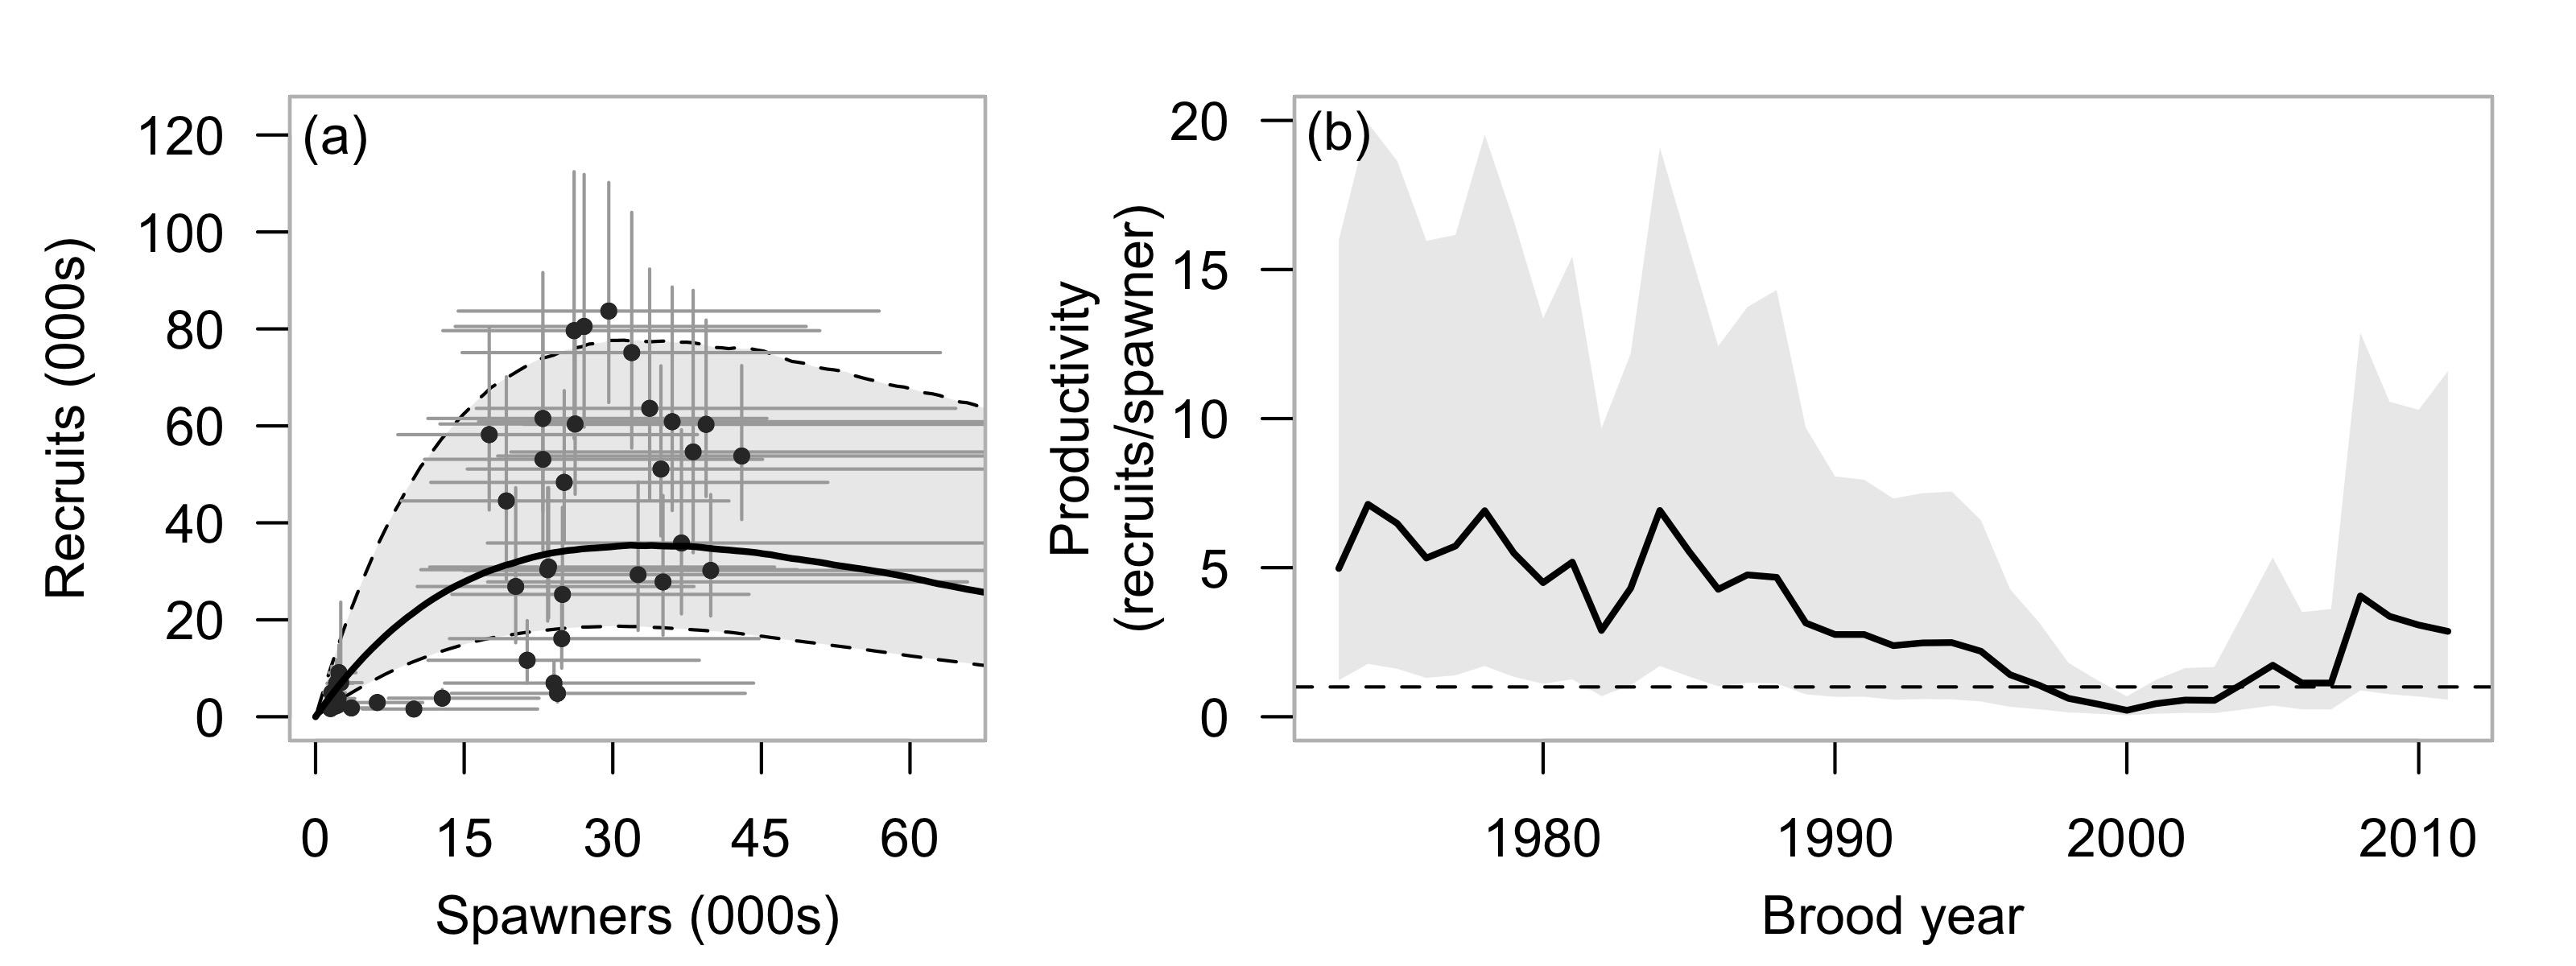 (a)
120
100
80
60
40
20
0
Recruits (000s)
0 15 30 45 60
Spawners (000s)
(b)
20
15
10
5
0
Productivity
(recruits/spawner)
1980 1990 2000 2010
Brood year